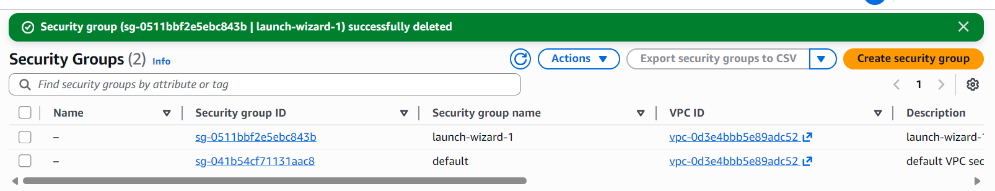 Security group (sg-0511bbf2e5ebc843b | launch-wizard-1) successfully deleted
Security Groups (2) Info
Actions
Export security groups to CSV
Create security group
Find security groups by attribute or tag
1
Name Security group ID Security group name VPC ID Description
– sg-0511bbf2e5ebc843b launch-wizard-1 vpc-0d3e4bbb5e89adc52 launch-wizard-
– sg-041b54cf71131aac8 default vpc-0d3e4bbb5e89adc52 default VPC sec